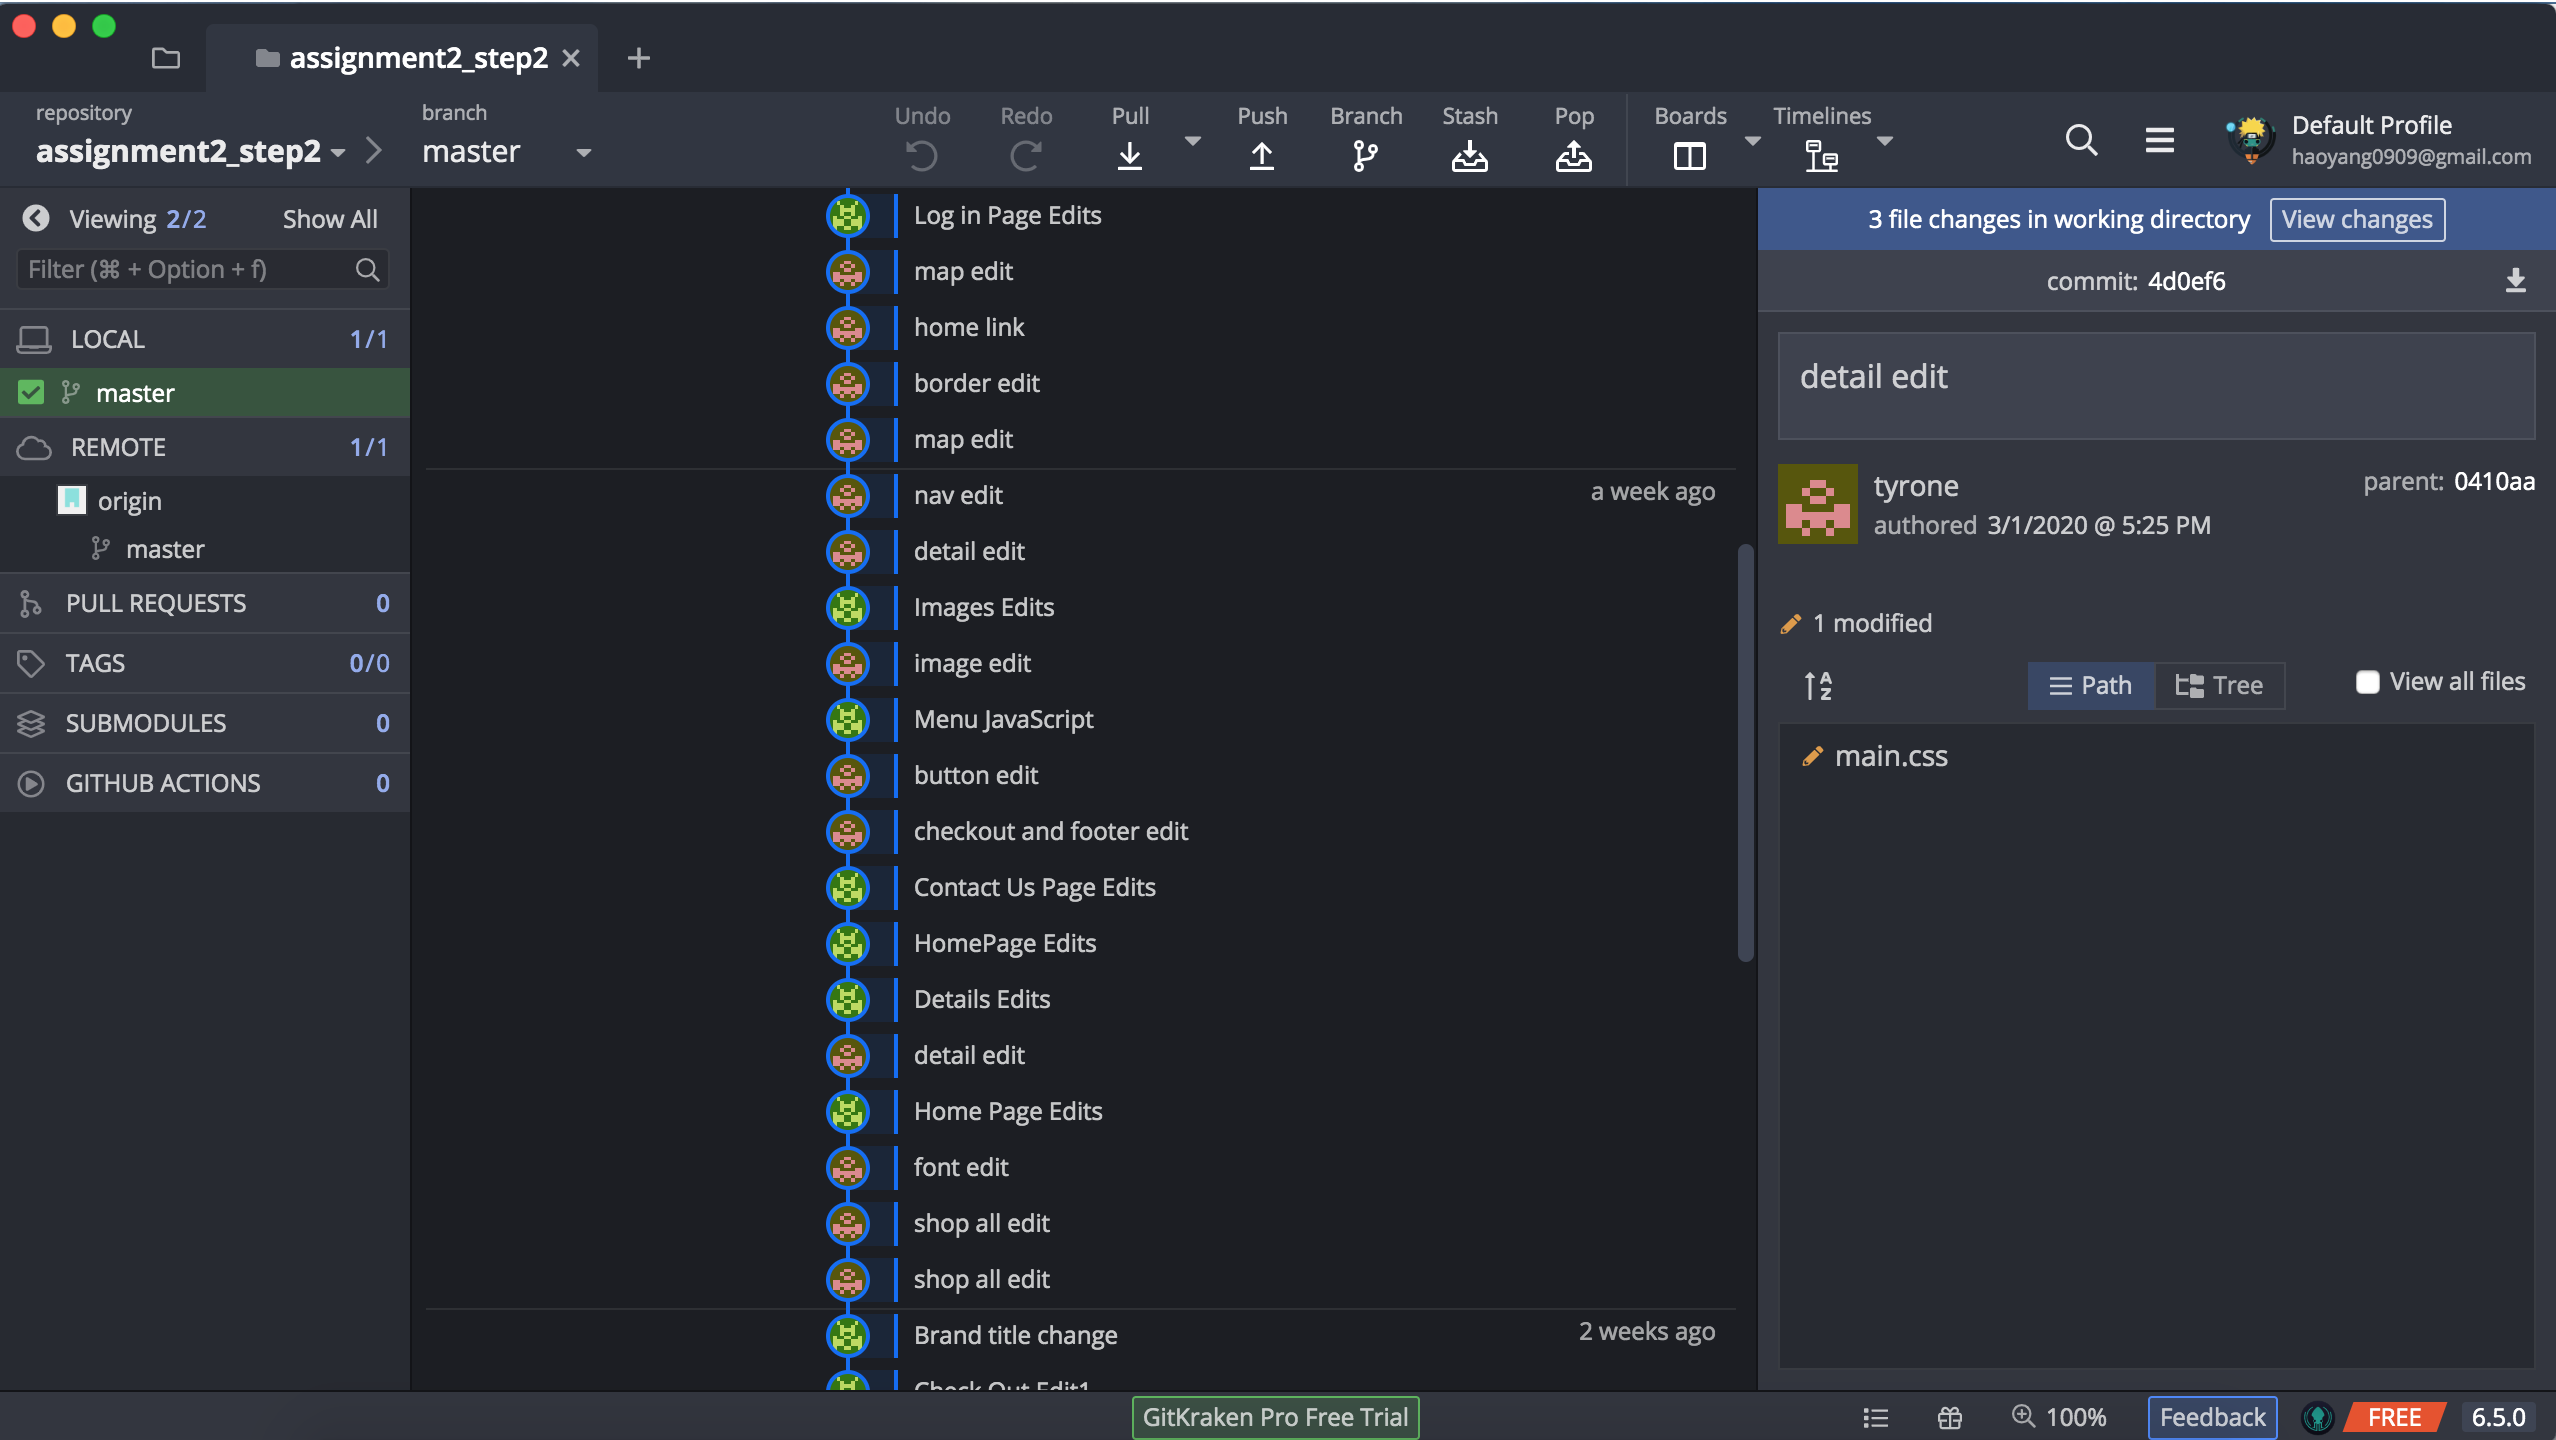 assignment2_step2
repository
assignment2_step2
branch
master
Undo
Redo
Pull
Push
Branch
Stash
Pop
Boards
Timelines
Default Profile
haoyang0909@gmail.com
Viewing 2/2
Show All
Filter (⌘ + Option + f)
LOCAL 1/1
master
REMOTE 1/1
origin
master
PULL REQUESTS 0
TAGS 0/0
SUBMODULES 0
GITHUB ACTIONS 0
Log in Page Edits
map edit
home link
border edit
map edit
nav edit a week ago
detail edit
Images Edits
image edit
Menu JavaScript
button edit
checkout and footer edit
Contact Us Page Edits
HomePage Edits
Details Edits
detail edit
Home Page Edits
font edit
shop all edit
shop all edit
Brand title change 2 weeks ago
Check Out Edit1
3 file changes in working directory View changes
commit: 4d0ef6
detail edit
tyrone
parent: 0410aa
authored 3/1/2020 @ 5:25 PM
1 modified
A
Z
Path
Tree
View all files
main.css
GitKraken Pro Free Trial
100%
Feedback
FREE
6.5.0